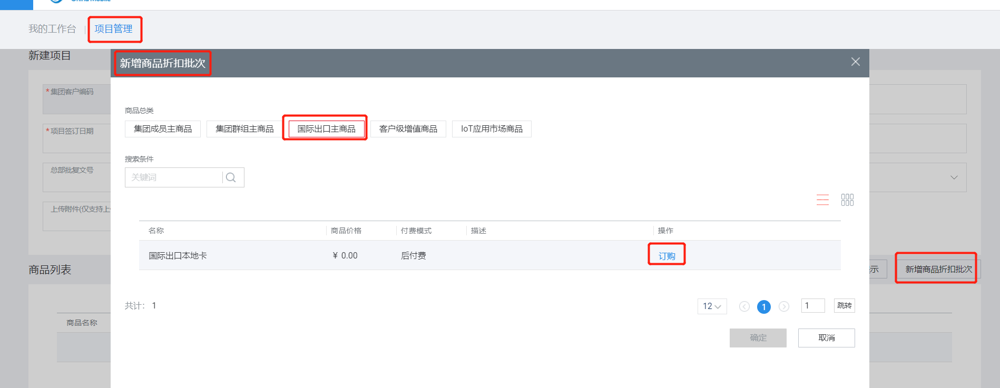 China Mobile
我的工作台 | 项目管理
新建项目
新增商品折扣批次
*集团客户编码
*项目签订日期
总部批复文号
上传附件(仅支持上
商品总类
集团成员主商品 集团群组主商品 国际出口主商品 客户级增值商品 IoT应用市场商品
搜索条件
关键词
名称 商品价格 付费模式 描述 操作
国际出口本地卡 ¥ 0.00 后付费 订购
商品列表
示 新增商品折扣批次
共计: 1
12 1 1 跳转
商品名称
确定 取消